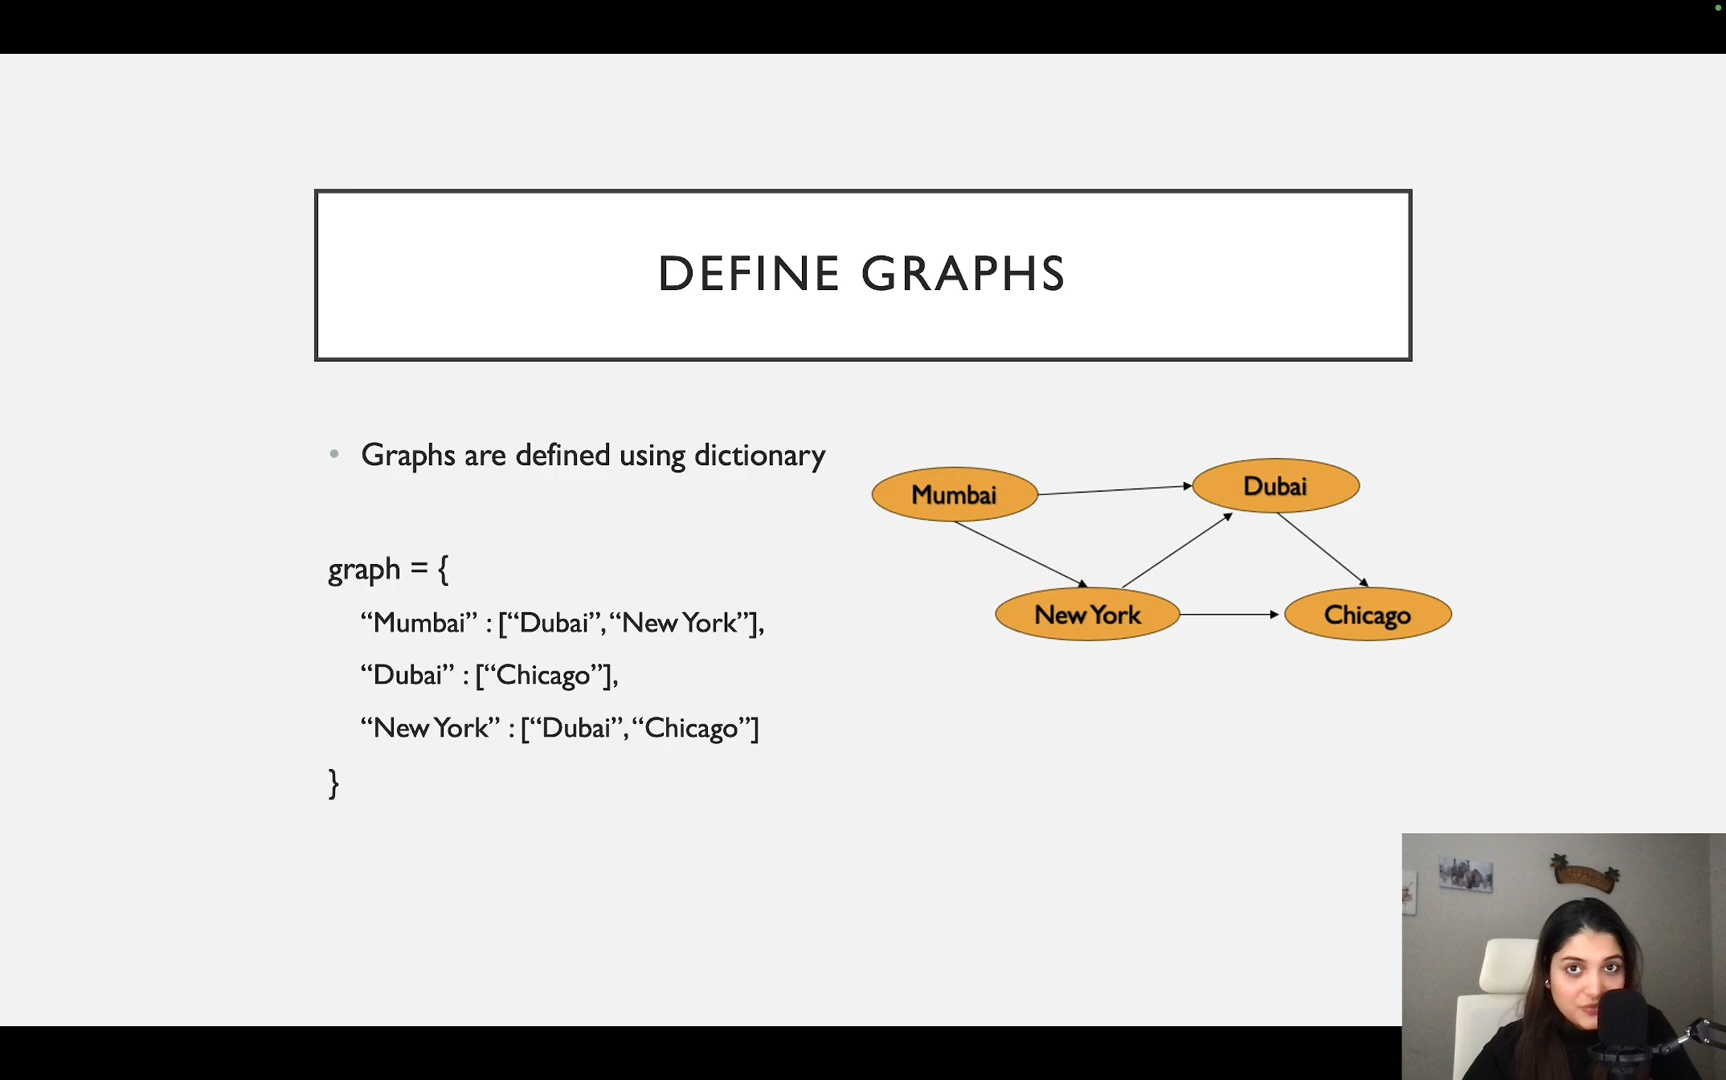 DEFINE GRAPHS
• Graphs are defined using dictionary
graph = {
“Mumbai” : [“Dubai”, “New York”],
“Dubai” : [“Chicago”],
“New York” : [“Dubai”, “Chicago”]
}
Mumbai
Dubai
New York
Chicago